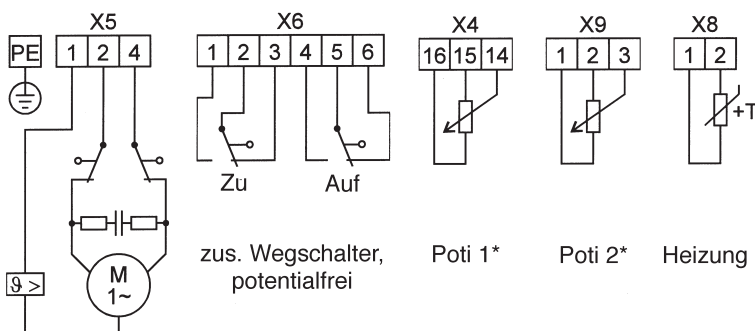 X5 X6 X4 X9 X8
PE 1 2 4 1 2 3 4 5 6 16 15 14 1 2 3 1 2
+T
Zu Auf
zus. Wegschalter, Poti 1* Poti 2* Heizung
potentialfrei
ϑ >
M
1~